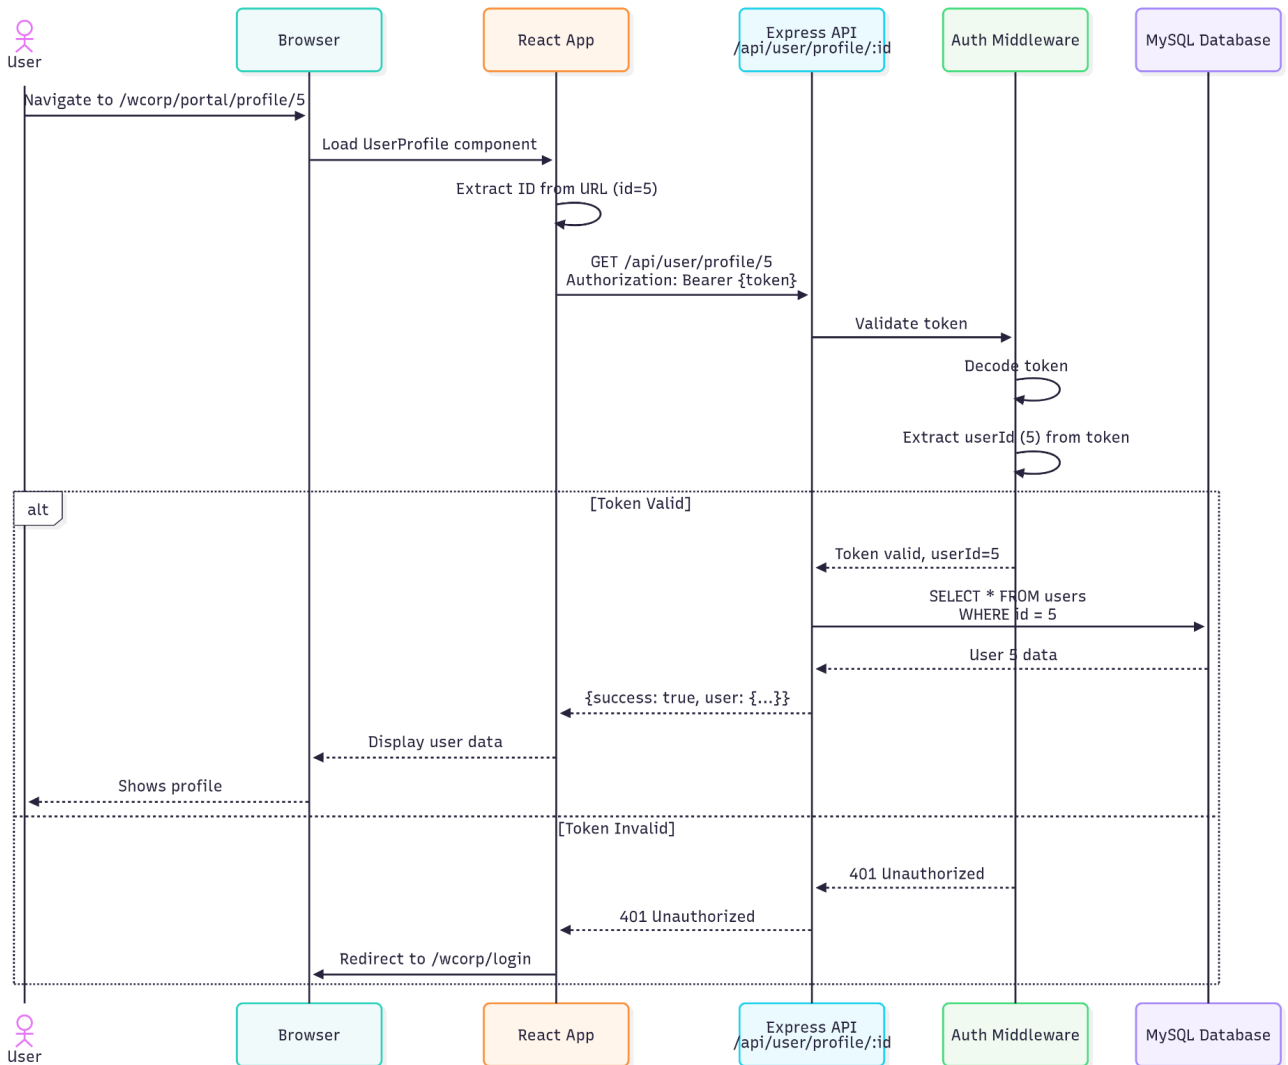 User
Browser
React App
Express API
/api/user/profile/:id
Auth Middleware
MySQL Database
Navigate to /wcorp/portal/profile/5
Load UserProfile component
Extract ID from URL (id=5)
GET /api/user/profile/5
Authorization: Bearer {token}
Validate token
Decode token
Extract userId (5) from token
alt
[Token Valid]
Token valid, userId=5
SELECT * FROM users
WHERE id = 5
User 5 data
{success: true, user: {...}}
Display user data
Shows profile
[Token Invalid]
401 Unauthorized
401 Unauthorized
Redirect to /wcorp/login
User
Browser
React App
Express API
/api/user/profile/:id
Auth Middleware
MySQL Database